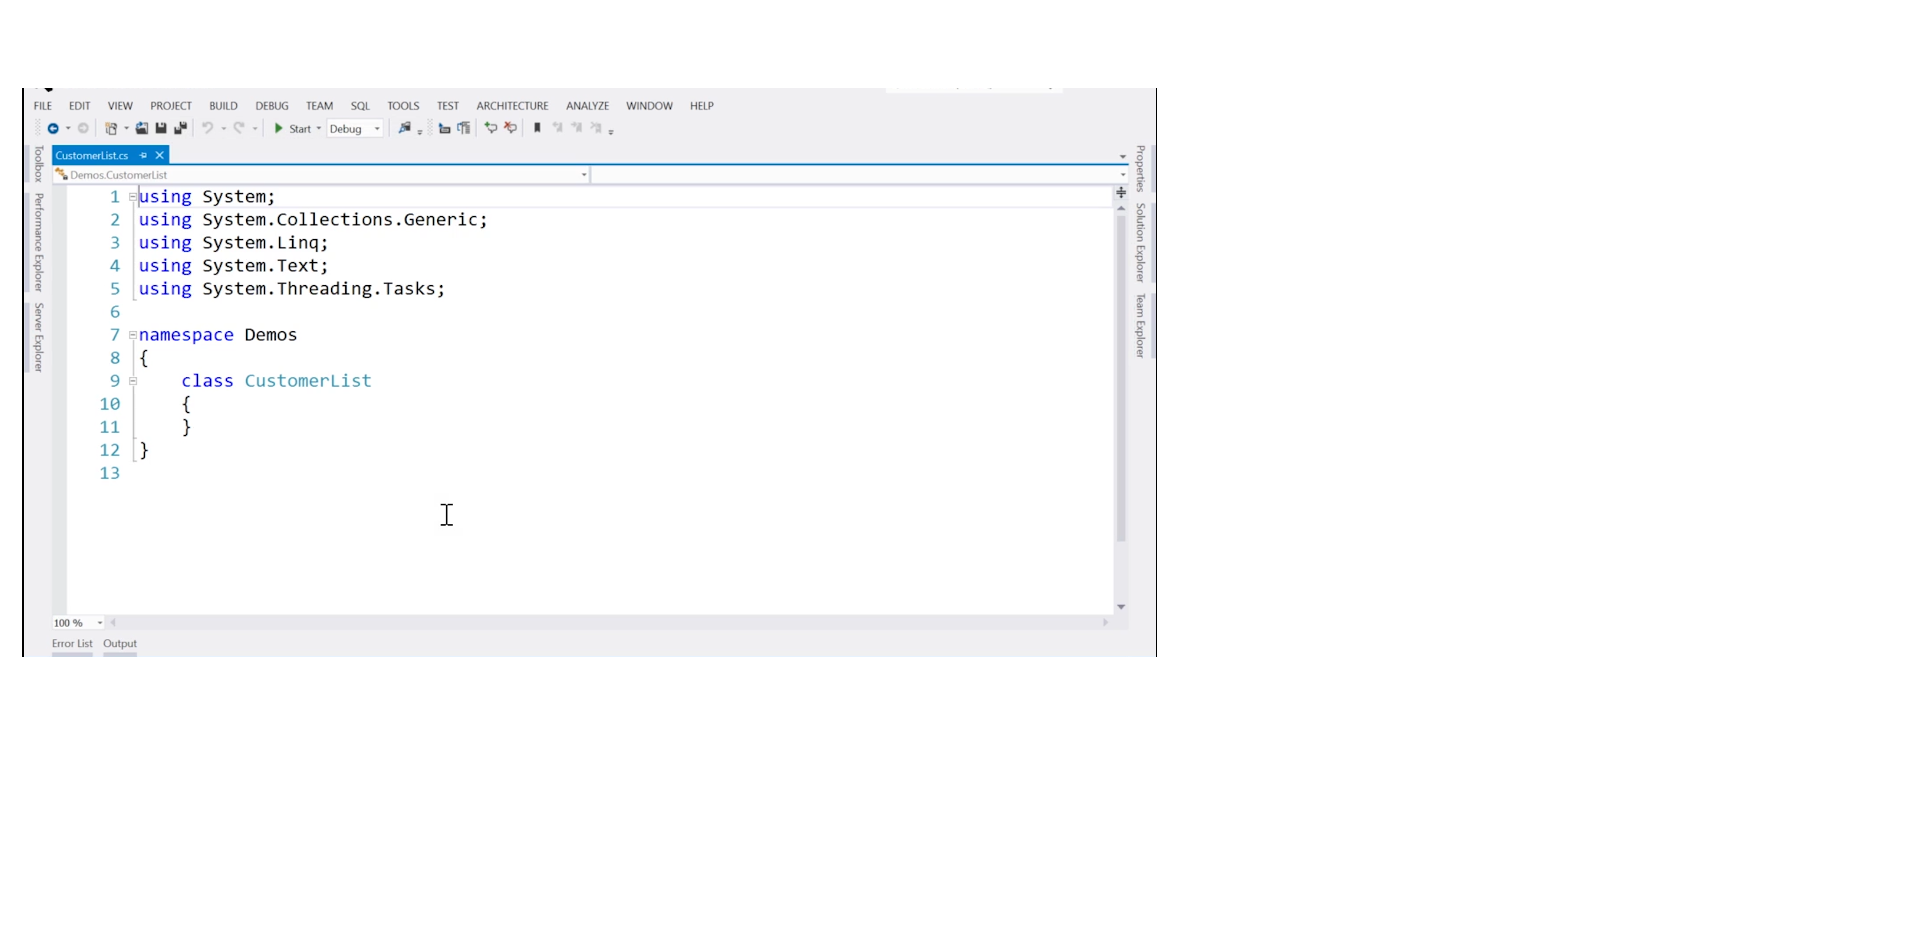 FILE EDIT VIEW PROJECT BUILD DEBUG TEAM SQL TOOLS TEST ARCHITECTURE ANALYZE WINDOW HELP
Start Debug
CustomerList.cs
Demos.CustomerList
Toolbox
Performance Explorer
Server Explorer
1 using System;
2 using System.Collections.Generic;
3 using System.Linq;
4 using System.Text;
5 using System.Threading.Tasks;
6
7 namespace Demos
8 {
9 class CustomerList
10 {
11 }
12 }
13
Properties
Solution Explorer
Team Explorer
100 %
Error List Output